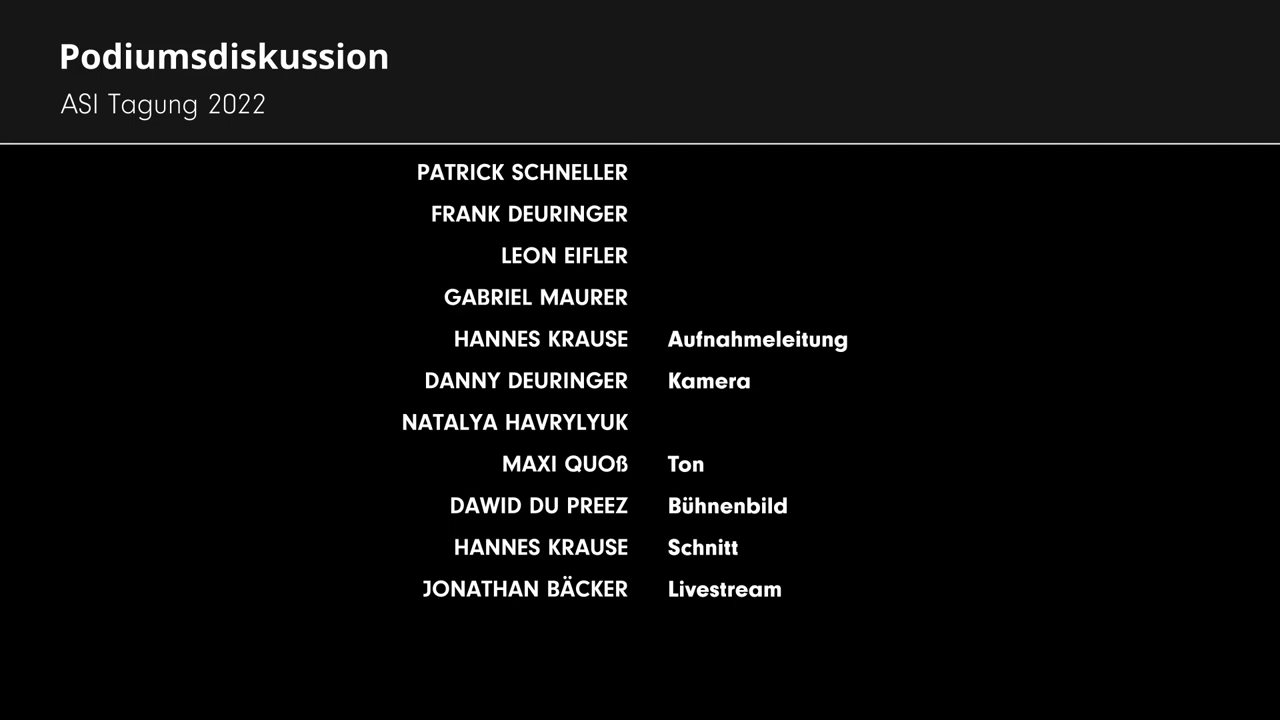 Podiumsdiskussion
ASI Tagung 2022
PATRICK SCHNELLER
FRANK DEURINGER
LEON EIFLER
GABRIEL MAURER
HANNES KRAUSE Aufnahmeleitung
DANNY DEURINGER Kamera
NATALYA HAVRYLYUK
MAXI QUOß Ton
DAWID DU PREEZ Bühnenbild
HANNES KRAUSE Schnitt
JONATHAN BÄCKER Livestream